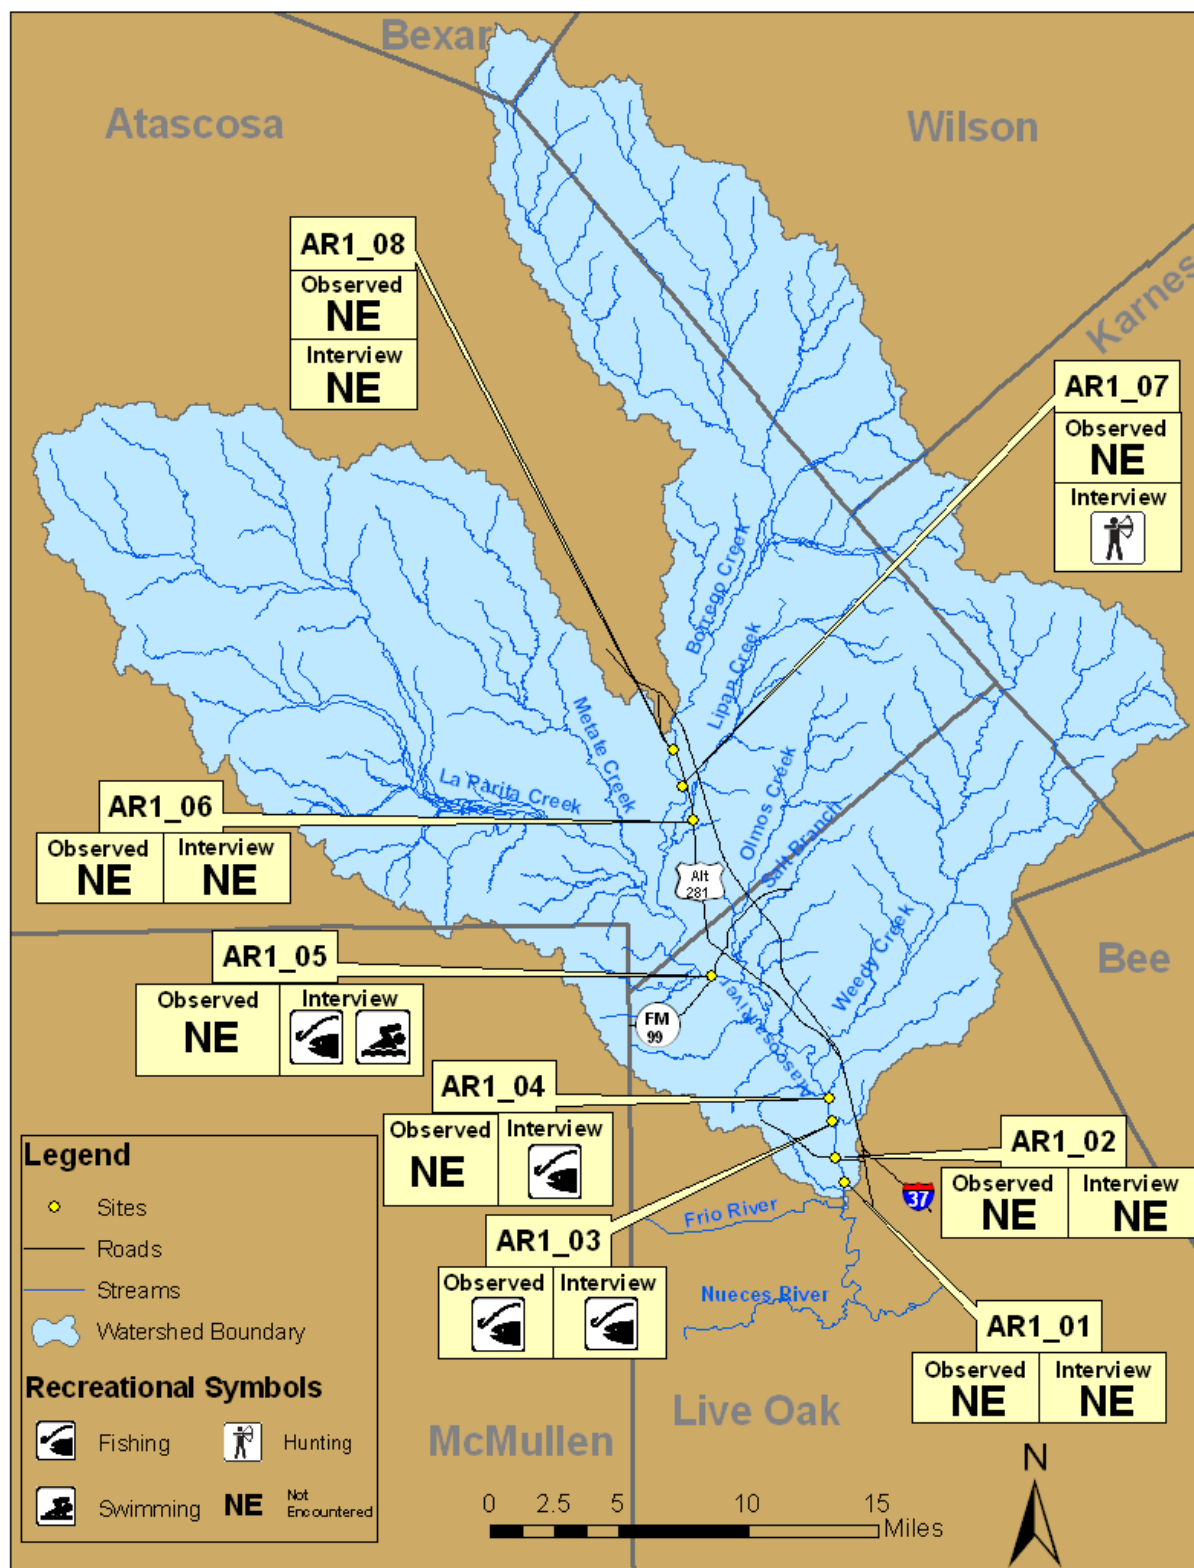 Bexar
Atascosa
Wilson
Karnes
AR1_08
Observed
NE
Interview
NE
AR1_07
Observed
NE
Interview
Borrego Creek
Lipan Creek
Metate Creek
La Parita Creek
Olmos Creek
Salt Branch
AR1_06
Observed
NE
Interview
NE
Alt
281
Weedy Creek
Bee
AR1_05
Observed
NE
Interview
FM
99
Atascosa River
AR1_04
Observed
NE
Interview
AR1_02
Observed
NE
Interview
NE
37
AR1_03
Observed
Interview
Frio River
Nueces River
AR1_01
Observed
NE
Interview
NE
Live Oak
McMullen
Legend
Sites
Roads
Streams
Watershed Boundary
Recreational Symbols
Fishing
Hunting
Swimming
NE
Not
Encountered
N
0 2.5 5 10 15
Miles